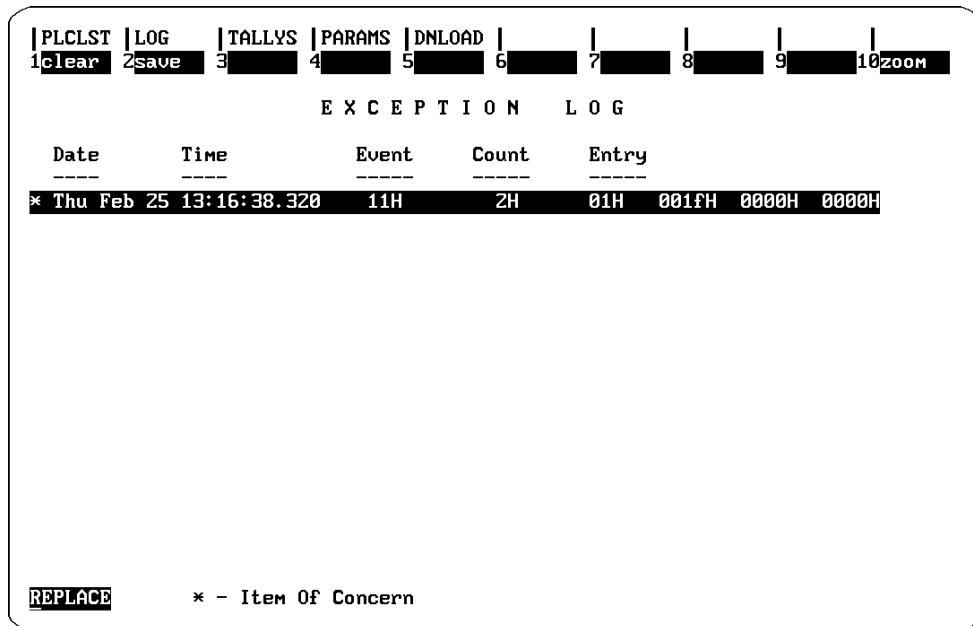 |PLCLST |LOG |TALLYS |PARAMS |DNLOAD | | | | |
1clear 2save 3 4 5 6 7 8 9 10zoom
E X C E P T I O N L O G
Date Time Event Count Entry
---- ---- ----- ----- -----
* Thu Feb 25 13:16:38.320 11H 2H 01H 001fH 0000H 0000H
REPLACE * - Item Of Concern